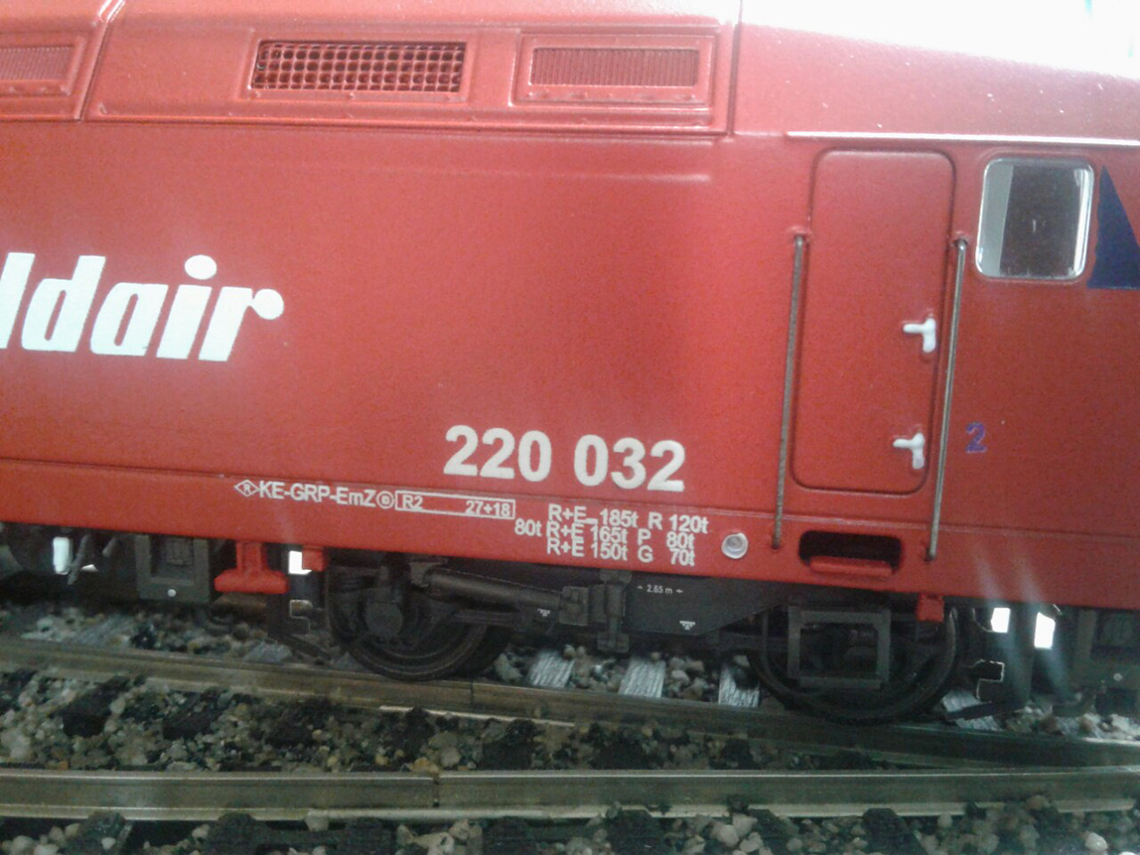 ldair
220 032
2
KE-GRP-EmZ R2 27+18
R+E 185t R 120t
80t R+E 165t P 80t
R+E 150t G 70t
2.65 m